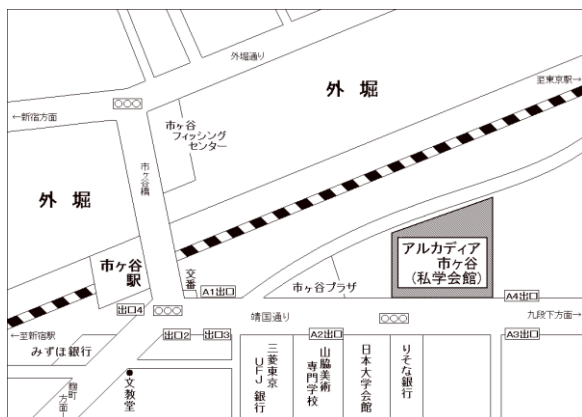 外堀通り
外 堀
至東京駅→
←新宿方面
市ヶ谷
フィッシング
センター
市ヶ谷橋
外 堀
アルカディア
市ヶ谷
(私学会館)
市ヶ谷
駅
交番
A1出口
市ヶ谷プラザ
A4出口
出口4
靖国通り
九段下方面→
←至新宿駅
出口2
出口3
A2出口
A3出口
みずほ銀行
三菱東京
UFJ銀行
山脇美術
専門学校
日本大学会館
りそな銀行
文教堂
麹町
方面